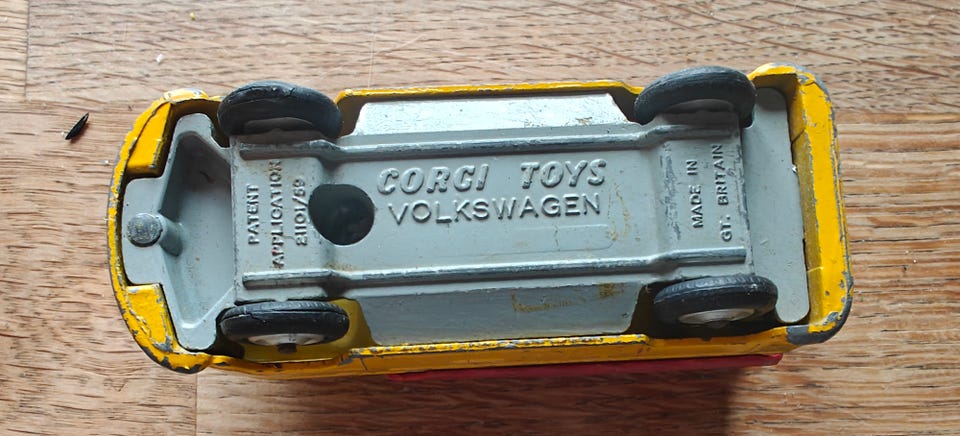 CORGI TOYS
VOLKSWAGEN
PATENT
APPLICATION
21101/59
MADE IN
GT. BRITAIN